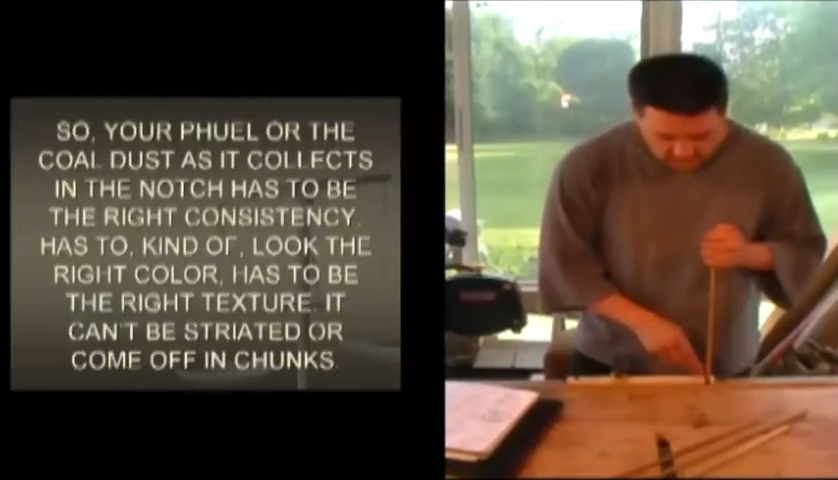 SO, YOUR PHUEL OR THE
COAL DUST AS IT COLLECTS
IN THE NOTCH HAS TO BE
THE RIGHT CONSISTENCY.
HAS TO, KIND OF, LOOK THE
RIGHT COLOR, HAS TO BE
THE RIGHT TEXTURE. IT
CAN'T BE STRIATED OR
COME OFF IN CHUNKS.